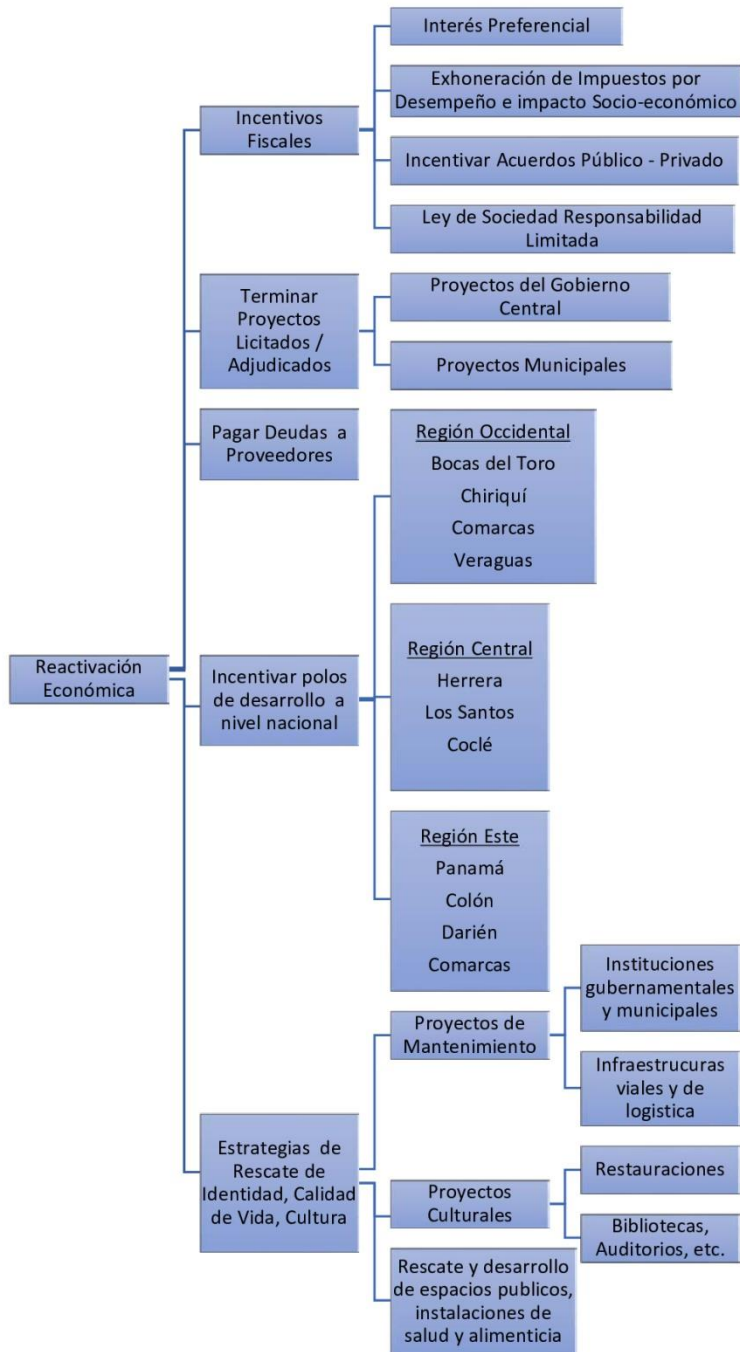 Reactivación
Económica
Incentivos
Fiscales
Interés Preferencial
Exhoneración de Impuestos por
Desempeño e impacto Socio-económico
Incentivar Acuerdos Público - Privado
Ley de Sociedad Responsabilidad
Limitada
Terminar
Proyectos
Licitados /
Adjudicados
Proyectos del Gobierno
Central
Proyectos Municipales
Pagar Deudas a
Proveedores
Incentivar polos
de desarrollo a
nivel nacional
Región Occidental
Bocas del Toro
Chiriquí
Comarcas
Veraguas
Región Central
Herrera
Los Santos
Coclé
Región Este
Panamá
Colón
Darién
Comarcas
Estrategias de
Rescate de
Identidad, Calidad
de Vida, Cultura
Proyectos de
Mantenimiento
Instituciones
gubernamentales
y municipales
Infraestrucuras
viales y de
logistica
Proyectos
Culturales
Restauraciones
Bibliotecas,
Auditorios, etc.
Rescate y desarrollo
de espacios publicos,
instalaciones de
salud y alimenticia